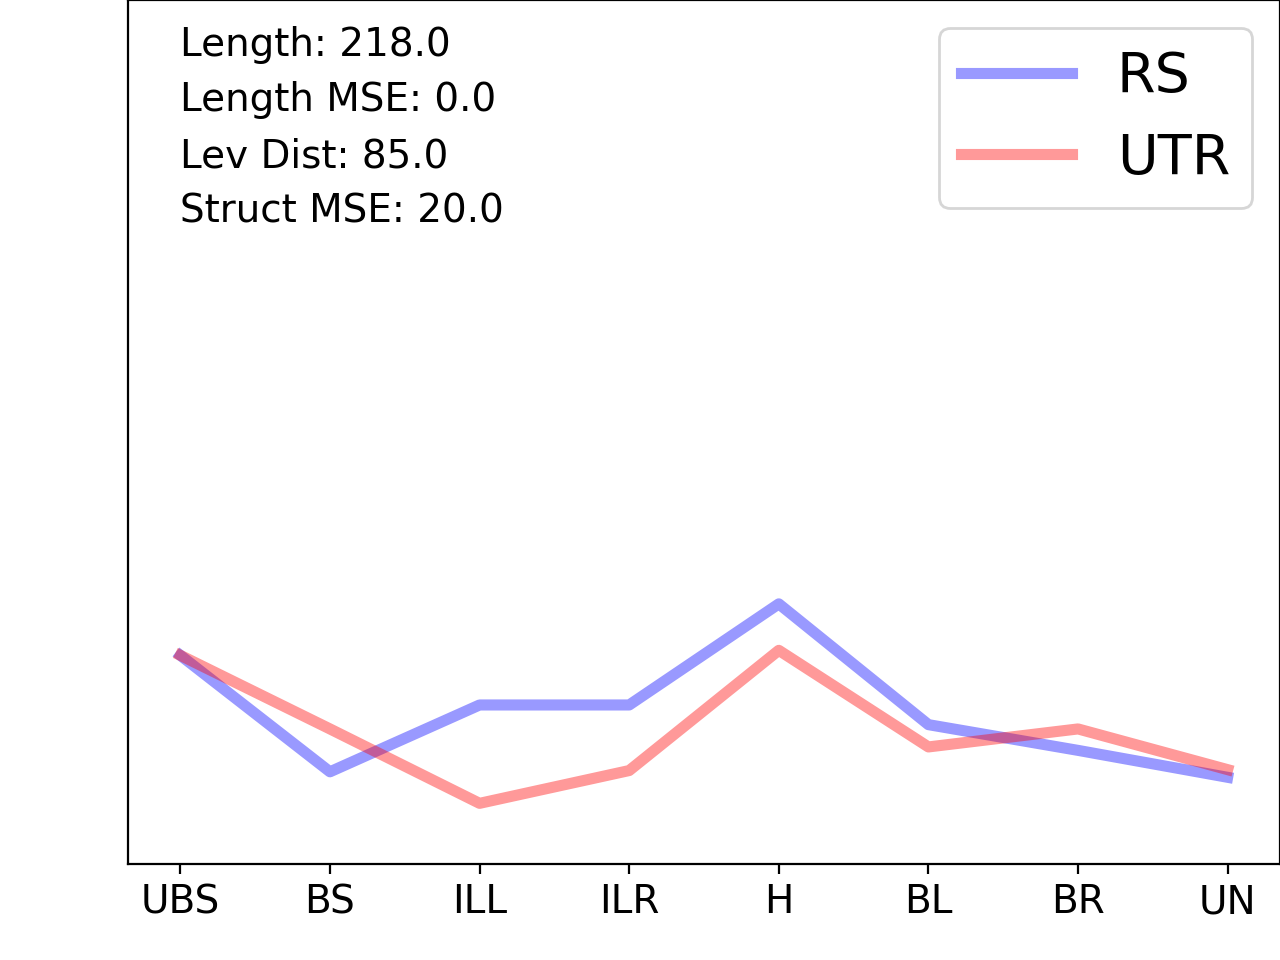 Length: 218.0
Length MSE: 0.0
Lev Dist: 85.0
Struct MSE: 20.0
RS
UTR
UBS BS ILL ILR H BL BR UN